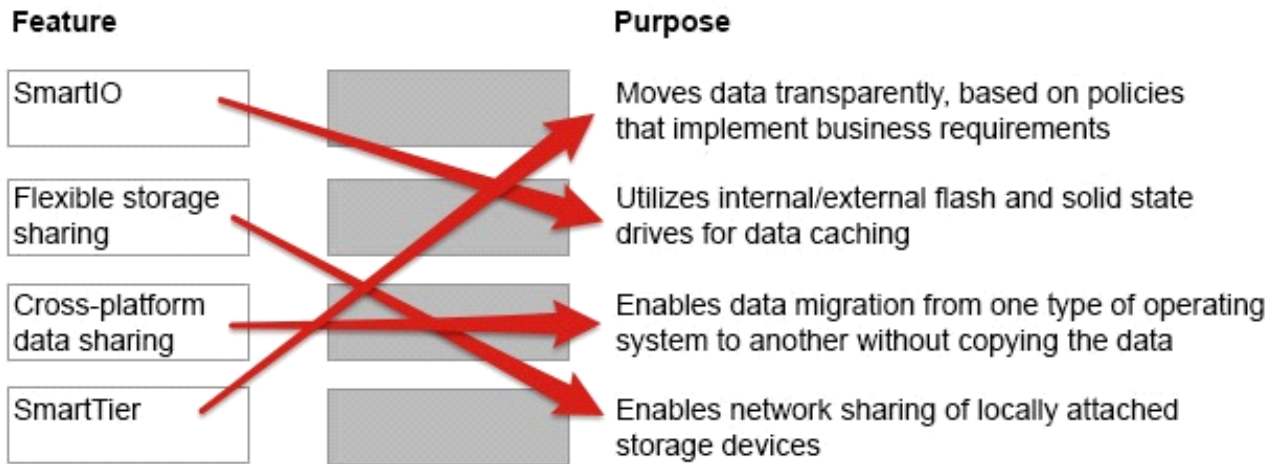 Feature
Purpose
SmartIO
Moves data transparently, based on policies
that implement business requirements
Flexible storage
sharing
Utilizes internal/external flash and solid state
drives for data caching
Cross-platform
data sharing
Enables data migration from one type of operating
system to another without copying the data
SmartTier
Enables network sharing of locally attached
storage devices